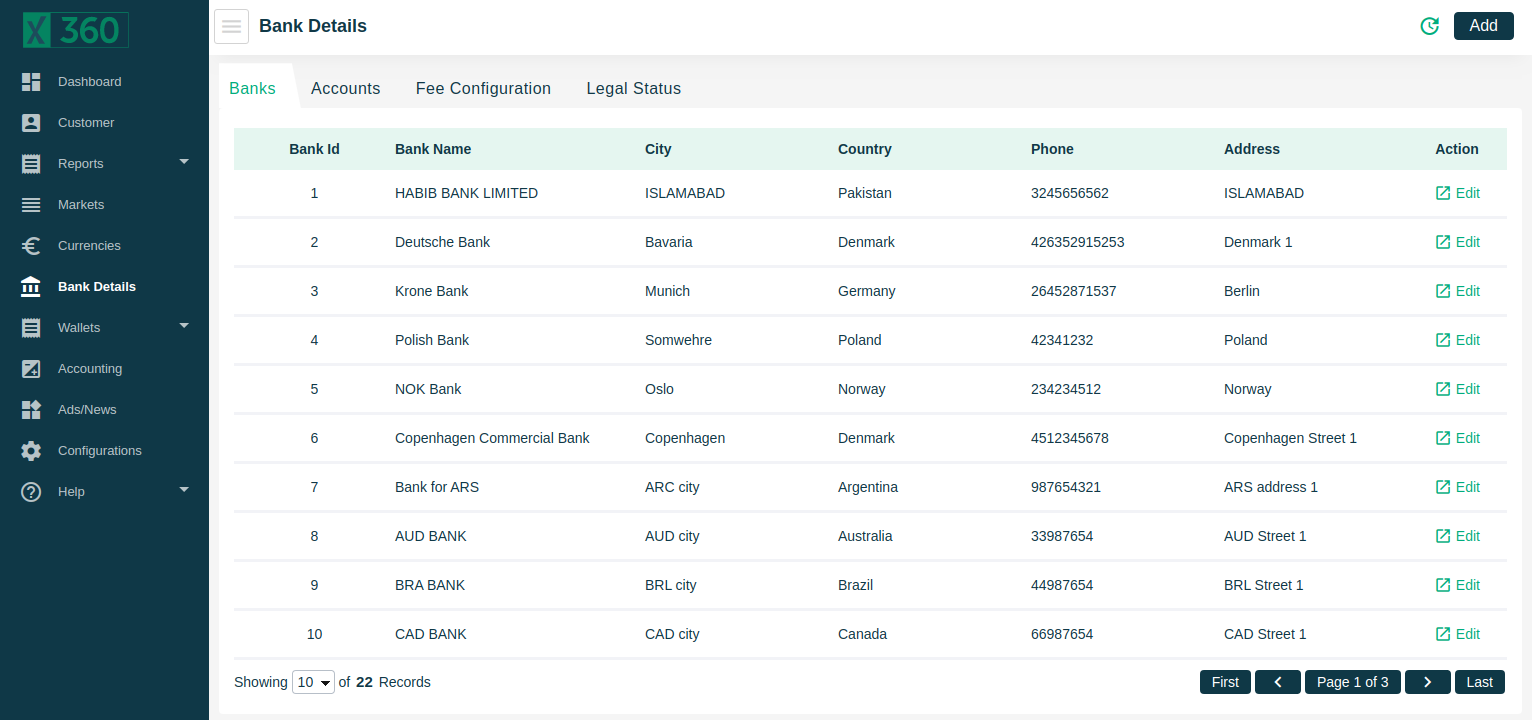 X 360
Bank Details
Add
Dashboard
Customer
Reports
Markets
Currencies
Bank Details
Wallets
Accounting
Ads/News
Configurations
Help
Banks Accounts Fee Configuration Legal Status
Bank Id Bank Name City Country Phone Address Action
1 HABIB BANK LIMITED ISLAMABAD Pakistan 3245656562 ISLAMABAD Edit
2 Deutsche Bank Bavaria Denmark 426352915253 Denmark 1 Edit
3 Krone Bank Munich Germany 26452871537 Berlin Edit
4 Polish Bank Somwehre Poland 42341232 Poland Edit
5 NOK Bank Oslo Norway 234234512 Norway Edit
6 Copenhagen Commercial Bank Copenhagen Denmark 4512345678 Copenhagen Street 1 Edit
7 Bank for ARS ARC city Argentina 987654321 ARS address 1 Edit
8 AUD BANK AUD city Australia 33987654 AUD Street 1 Edit
9 BRA BANK BRL city Brazil 44987654 BRL Street 1 Edit
10 CAD BANK CAD city Canada 66987654 CAD Street 1 Edit
Showing 10 of 22 Records First Page 1 of 3 Last